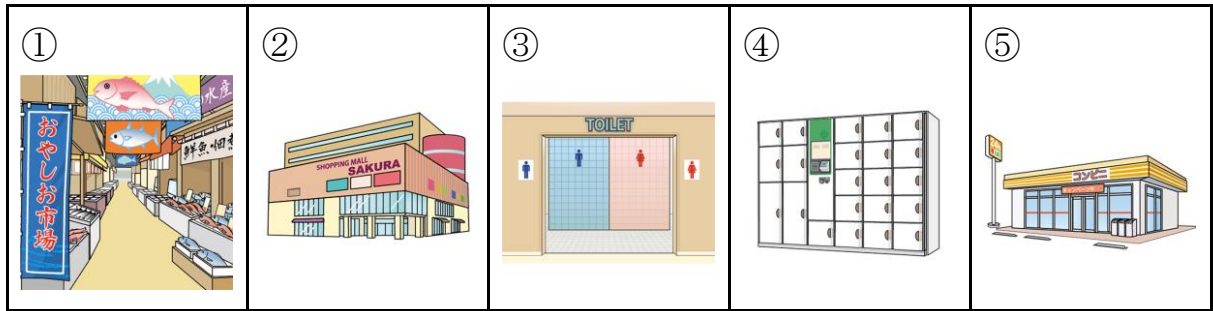 ①
水産
鮮魚
おやしお市場
②
SHOPPING MALL
SAKURA
③
TOILET
④
⑤
コンビニ